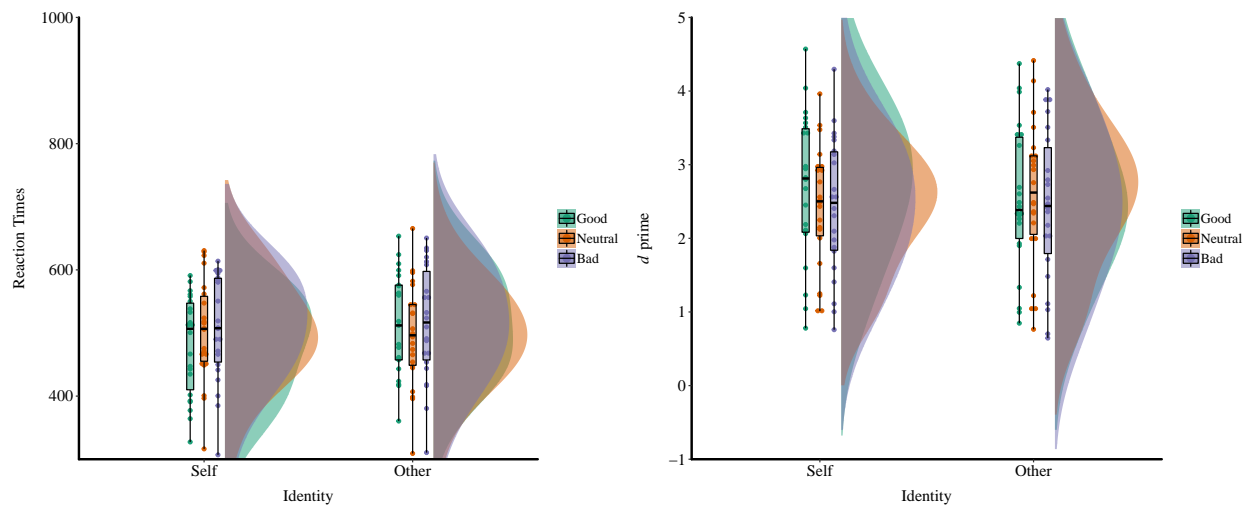 1000
800
600
400
Reaction Times
Self
Other
Identity
Good
Neutral
Bad
5
4
3
2
1
0
−1
d prime
Self
Other
Identity
Good
Neutral
Bad